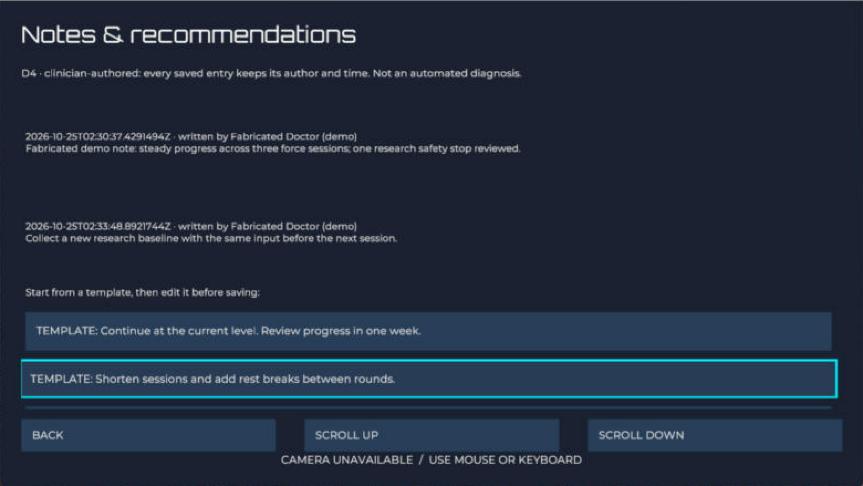 Notes & recommendations
D4 · clinician-authored: every saved entry keeps its author and time. Not an automated diagnosis.
2026-10-25T02:30:37.4291494Z · written by Fabricated Doctor (demo)
Fabricated demo note: steady progress across three force sessions; one research safety stop reviewed.
2026-10-25T02:33:48.8921744Z · written by Fabricated Doctor (demo)
Collect a new research baseline with the same input before the next session.
Start from a template, then edit it before saving:
TEMPLATE: Continue at the current level. Review progress in one week.
TEMPLATE: Shorten sessions and add rest breaks between rounds.
BACK SCROLL UP SCROLL DOWN
CAMERA UNAVAILABLE / USE MOUSE OR KEYBOARD